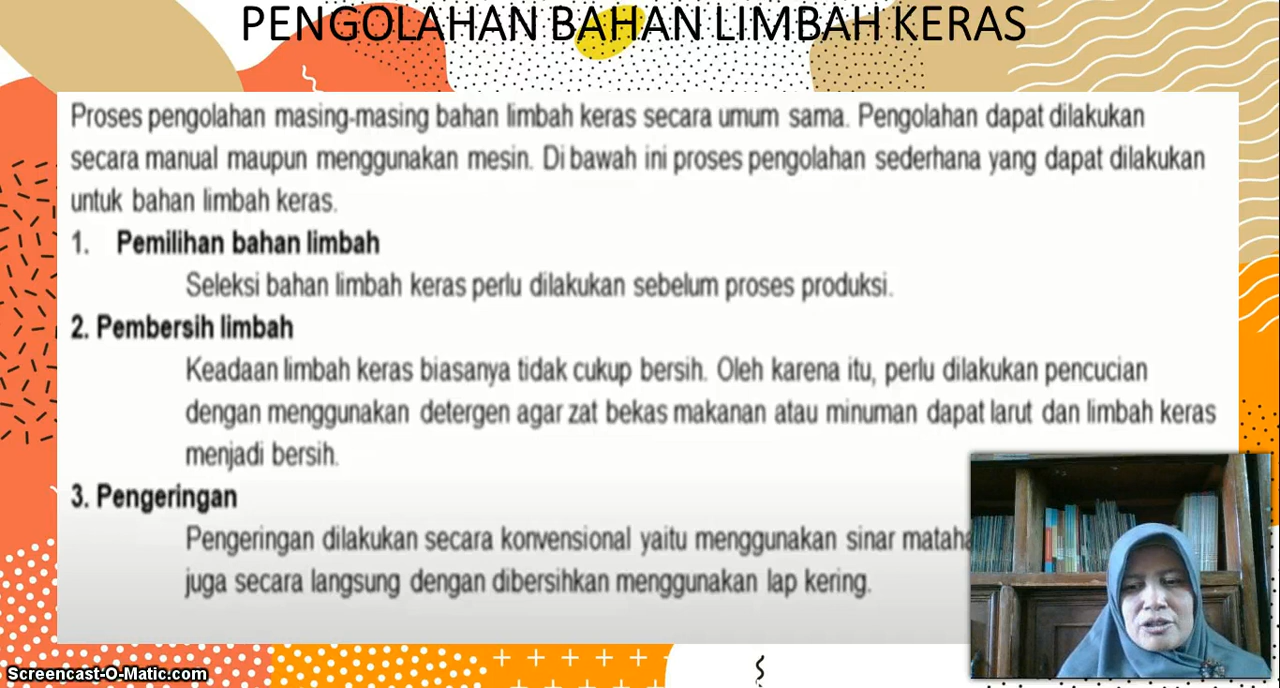 PENGOLAHAN BAHAN LIMBAH KERAS
Proses pengolahan masing-masing bahan limbah keras secara umum sama. Pengolahan dapat dilakukan
secara manual maupun menggunakan mesin. Di bawah ini proses pengolahan sederhana yang dapat dilakukan
untuk bahan limbah keras.
1. Pemilihan bahan limbah
Seleksi bahan limbah keras perlu dilakukan sebelum proses produksi.
2. Pembersih limbah
Keadaan limbah keras biasanya tidak cukup bersih. Oleh karena itu, perlu dilakukan pencucian
dengan menggunakan detergen agar zat bekas makanan atau minuman dapat larut dan limbah keras
menjadi bersih.
3. Pengeringan
Pengeringan dilakukan secara konvensional yaitu menggunakan sinar
juga secara langsung dengan dibersihkan menggunakan lap kering.
Screencast-O-Matic.com